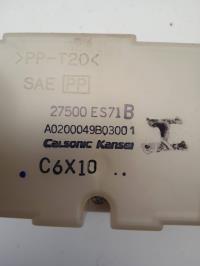 >PP-T20<
SAE PP
27500 ES71B
A0200049B03001
Calsonic Kansei
C6X10 ..
I